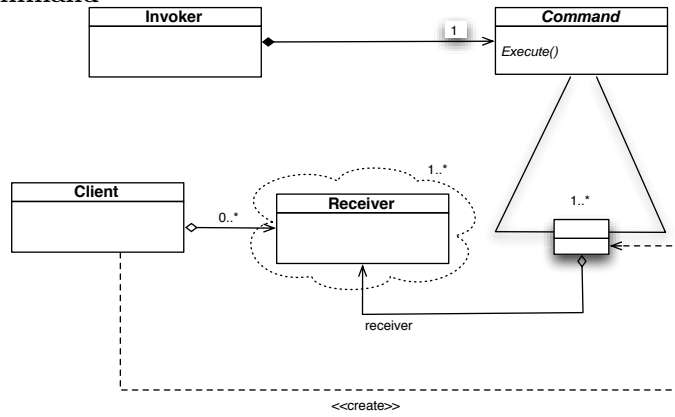 Invoker
Command
1
Execute()
1..*
Client
Receiver
1..*
0..*
receiver
<<create>>